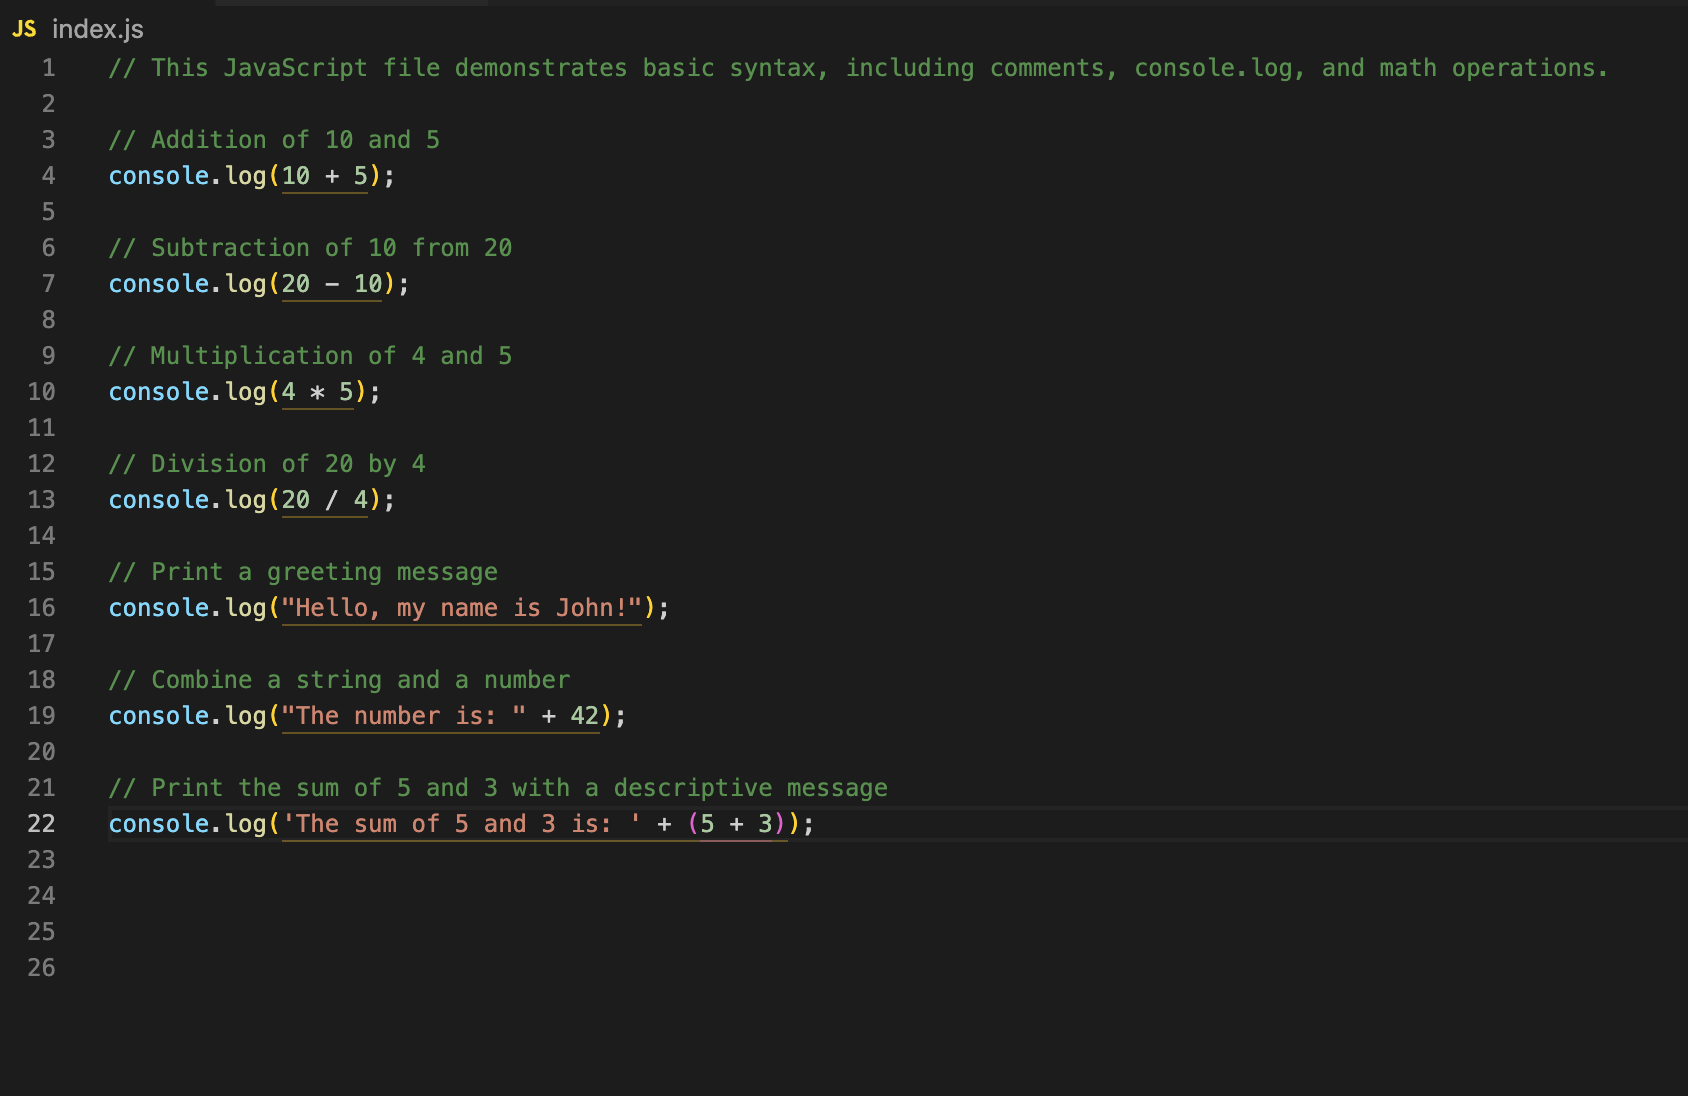 JS index.js
1 // This JavaScript file demonstrates basic syntax, including comments, console.log, and math operations.
2
3 // Addition of 10 and 5
4 console.log(10 + 5);
5
6 // Subtraction of 10 from 20
7 console.log(20 - 10);
8
9 // Multiplication of 4 and 5
10 console.log(4 * 5);
11
12 // Division of 20 by 4
13 console.log(20 / 4);
14
15 // Print a greeting message
16 console.log("Hello, my name is John!");
17
18 // Combine a string and a number
19 console.log("The number is: " + 42);
20
21 // Print the sum of 5 and 3 with a descriptive message
22 console.log('The sum of 5 and 3 is: ' + (5 + 3));
23
24
25
26